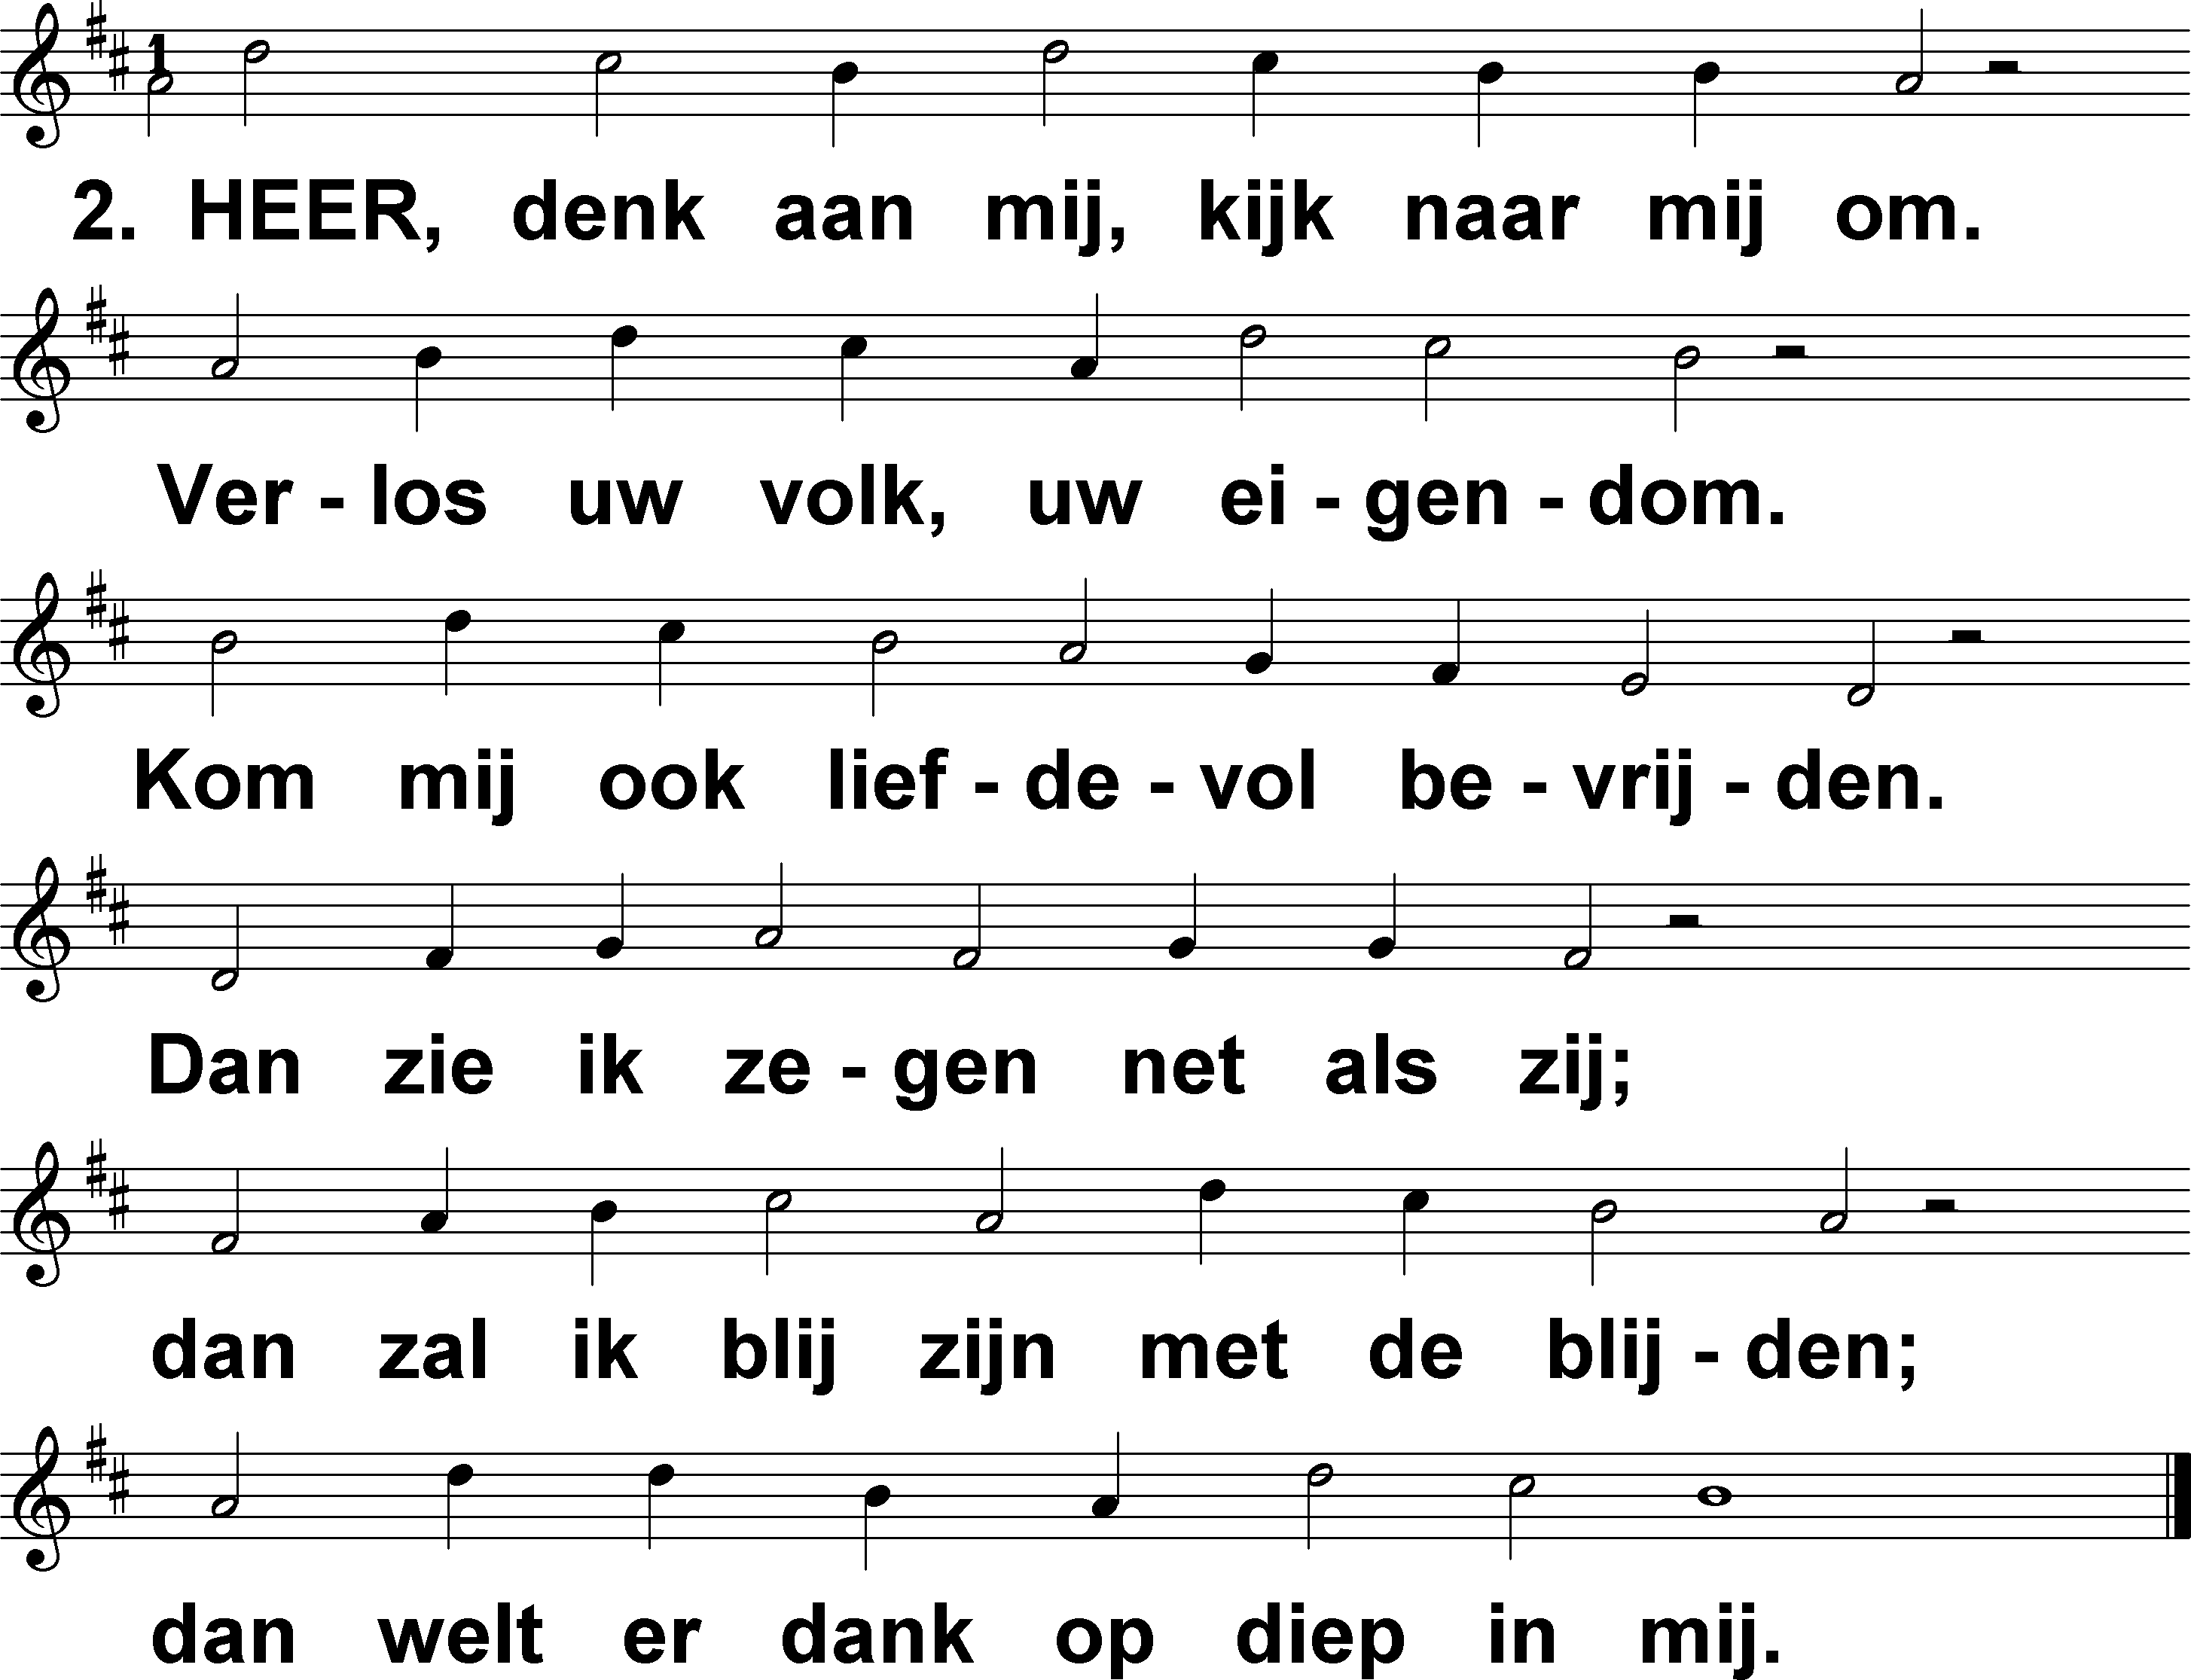 1
2. HEER, denk aan mij, kijk naar mij om.
Ver - los uw volk, uw ei - gen - dom.
Kom mij ook lief - de - vol be - vrij - den.
Dan zie ik ze - gen net als zij;
dan zal ik blij zijn met de blij - den;
dan welt er dank op diep in mij.